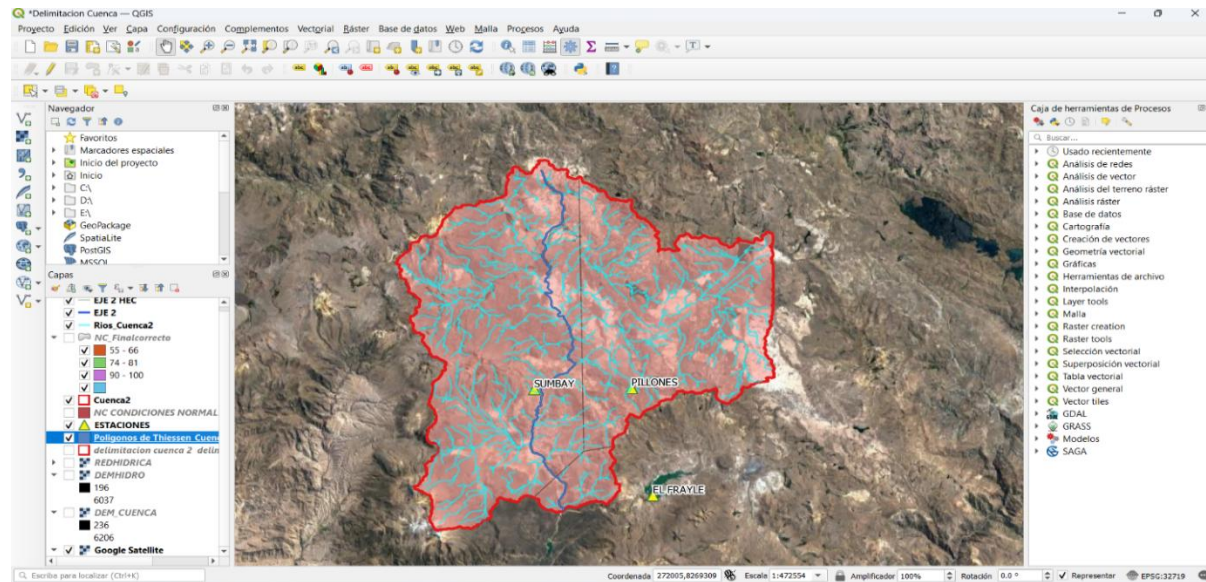 *Delimitacion Cuenca — QGIS
Proyecto Edición Ver Capa Configuración Complementos Vectorial Ráster Base de datos Web Malla Procesos Ayuda
Navegador
Favoritos
Marcadores espaciales
Inicio del proyecto
Inicio
C:\
D:\
E:\
GeoPackage
SpatiaLite
PostGIS
MSSQL
Capas
EJE 2 HEC
EJE 2
Rios_Cuenca2
NC_Finalcorrecto
55 - 66
74 - 81
90 - 100
Cuenca2
NC CONDICIONES NORMAL
ESTACIONES
Poligonos de Thiessen_Cuen
delimitacion cuenca 2 delin
REDHIDRICA
DEMHIDRO
196
6037
DEM_CUENCA
236
6206
Google Satellite
SUMBAY
PILLONES
EL FRAYLE
Caja de herramientas de Procesos
Buscar...
Usado recientemente
Análisis de redes
Análisis de vector
Análisis del terreno ráster
Análisis ráster
Base de datos
Cartografía
Creación de vectores
Geometría vectorial
Gráficas
Herramientas de archivo
Interpolación
Layer tools
Malla
Raster creation
Raster tools
Selección vectorial
Superposición vectorial
Tabla vectorial
Vector general
Vector tiles
GDAL
GRASS
Modelos
SAGA
Escriba para localizar (Ctrl+K)
Coordenada 272005,8269309 Escala 1:472554 Amplificador 100% Rotación 0.0 ° Representar EPSG:32719